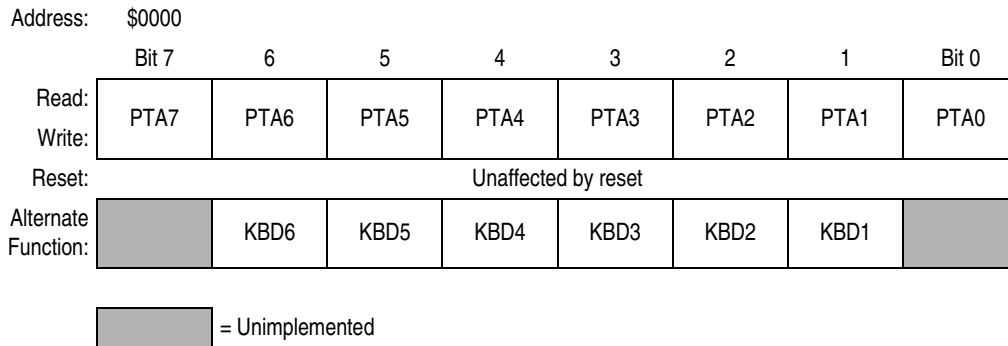 Address: $0000
Bit 7 6 5 4 3 2 1 Bit 0
Read:
PTA7 PTA6 PTA5 PTA4 PTA3 PTA2 PTA1 PTA0
Write:
Reset: Unaffected by reset
Alternate
Function: KBD6 KBD5 KBD4 KBD3 KBD2 KBD1
= Unimplemented